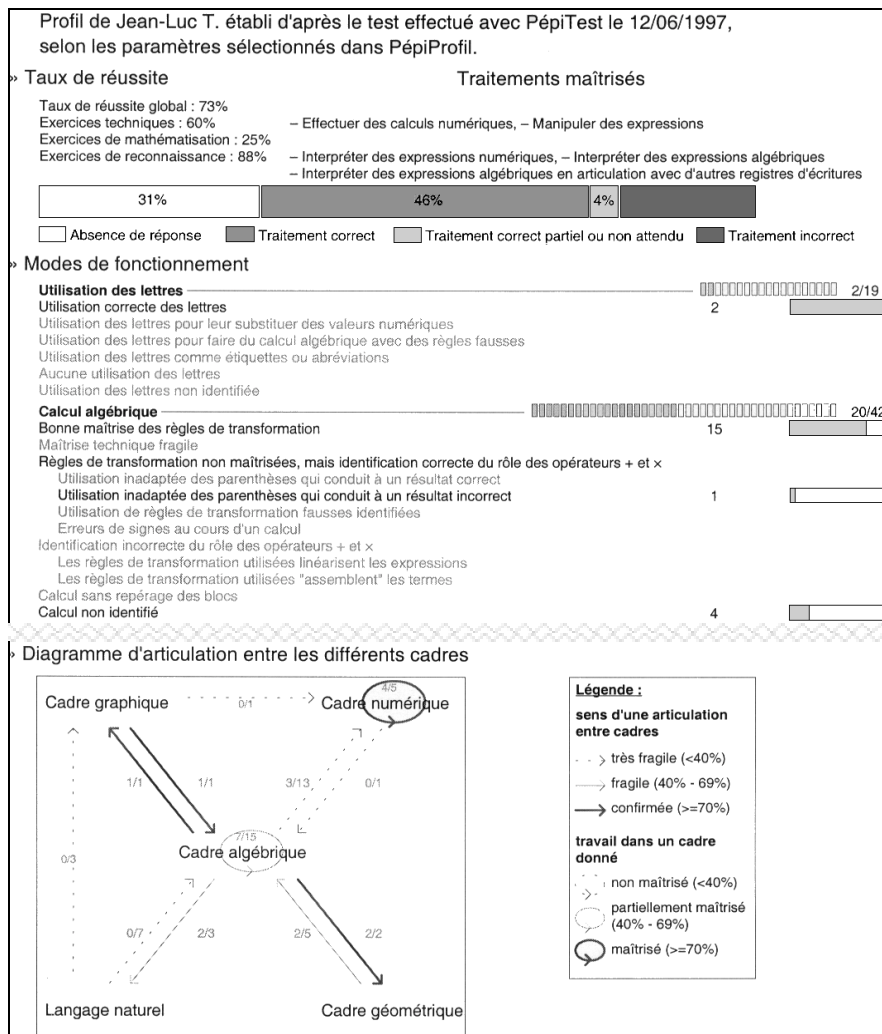 Profil de Jean-Luc T. établi d'après le test effectué avec PépiTest le 12/06/1997,
selon les paramètres sélectionnés dans PépiProfil.
» Taux de réussite Traitements maîtrisés
Taux de réussite global : 73%
Exercices techniques : 60% – Effectuer des calculs numériques, – Manipuler des expressions
Exercices de mathématisation : 25%
Exercices de reconnaissance : 88% – Interpréter des expressions numériques, – Interpréter des expressions algébriques
– Interpréter des expressions algébriques en articulation avec d'autres registres d'écritures
31% 46% 4%
Absence de réponse Traitement correct Traitement correct partiel ou non attendu Traitement incorrect
» Modes de fonctionnement
Utilisation des lettres 2/19
Utilisation correcte des lettres 2
Utilisation des lettres pour leur substituer des valeurs numériques
Utilisation des lettres pour faire du calcul algébrique avec des règles fausses
Utilisation des lettres comme étiquettes ou abréviations
Aucune utilisation des lettres
Utilisation des lettres non identifiée
Calcul algébrique 20/42
Bonne maîtrise des règles de transformation 15
Maîtrise technique fragile
Règles de transformation non maîtrisées, mais identification correcte du rôle des opérateurs + et ×
Utilisation inadaptée des parenthèses qui conduit à un résultat correct
Utilisation inadaptée des parenthèses qui conduit à un résultat incorrect 1
Utilisation de règles de transformation fausses identifiées
Erreurs de signes au cours d'un calcul
Identification incorrecte du rôle des opérateurs + et ×
Les règles de transformation utilisées linéarisent les expressions
Les règles de transformation utilisées "assemblent" les termes
Calcul sans repérage des blocs
Calcul non identifié 4
» Diagramme d'articulation entre les différents cadres
4/5
Cadre graphique 0/1 Cadre numérique
1/1 1/1 3/13 0/1
7/15
Cadre algébrique
0/3
0/7 2/3 2/5 2/2
Langage naturel Cadre géométrique
Légende :
sens d'une articulation
entre cadres
très fragile (<40%)
fragile (40% - 69%)
confirmée (>=70%)
travail dans un cadre
donné
non maîtrisé (<40%)
partiellement maîtrisé
(40% - 69%)
maîtrisé (>=70%)